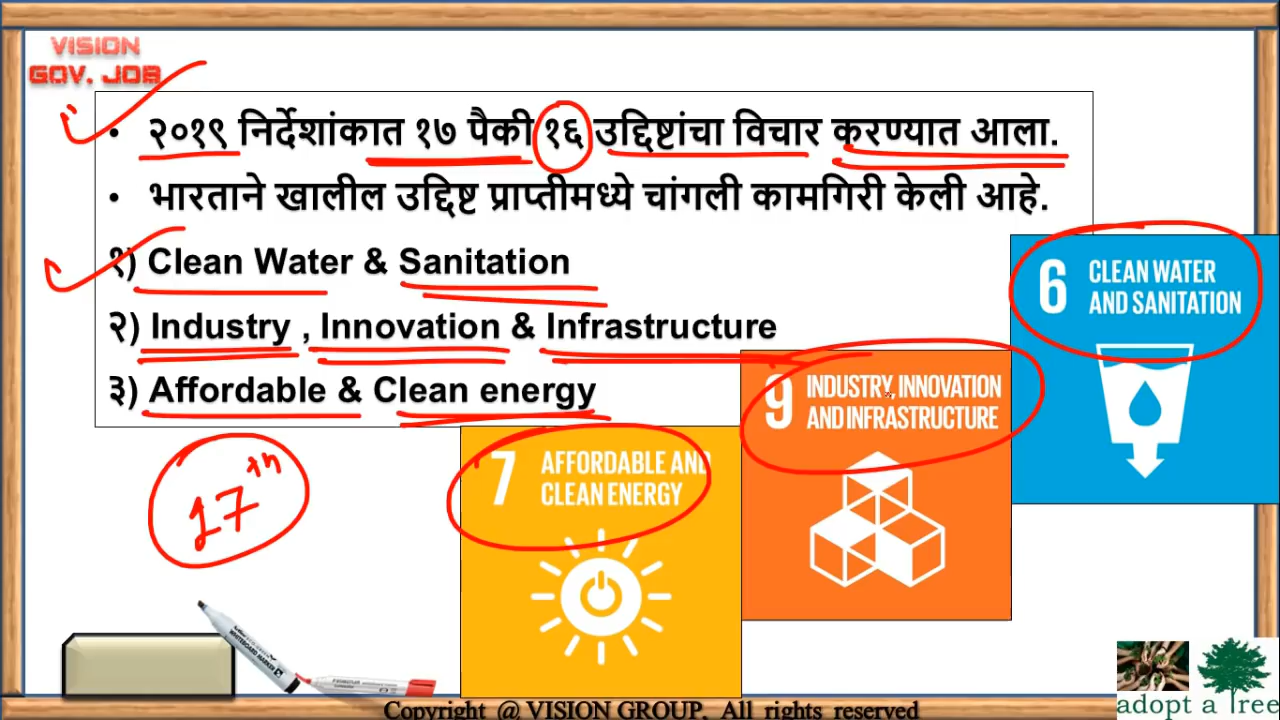 VISION
GOV. JOB
• २०१९ निर्देशांकात १७ पैकी १६ उद्दिष्टांचा विचार करण्यात आला.
• भारताने खालील उद्दिष्ट प्राप्तीमध्ये चांगली कामगिरी केली आहे.
१) Clean Water & Sanitation
२) Industry , Innovation & Infrastructure
३) Affordable & Clean energy
6 CLEAN WATER
AND SANITATION
9 INDUSTRY, INNOVATION
AND INFRASTRUCTURE
7 AFFORDABLE AND
CLEAN ENERGY
17th
WHITEBOARD MARKER
adopt a Tree
Copyright @ VISION GROUP. All rights reserved